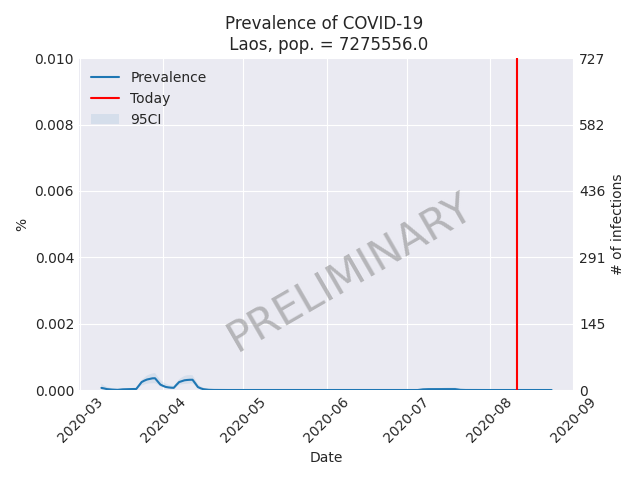 Prevalence of COVID-19
Laos, pop. = 7275556.0
Prevalence
Today
95CI
0.010
0.008
0.006
0.004
0.002
0.000
%
727
582
436
291
145
0
# of infections
PRELIMINARY
2020-03
2020-04
2020-05
2020-06
2020-07
2020-08
2020-09
Date